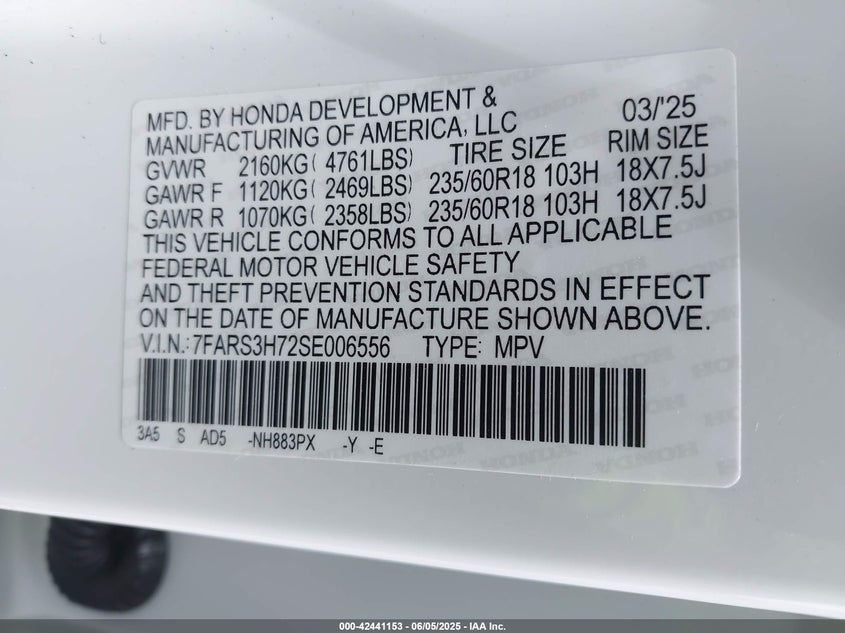 MFD. BY HONDA DEVELOPMENT & 03/'25
MANUFACTURING OF AMERICA, LLC
GVWR 2160KG( 4761LBS) TIRE SIZE RIM SIZE
GAWR F 1120KG( 2469LBS) 235/60R18 103H 18X7.5J
GAWR R 1070KG( 2358LBS) 235/60R18 103H 18X7.5J
THIS VEHICLE CONFORMS TO ALL APPLICABLE
FEDERAL MOTOR VEHICLE SAFETY
AND THEFT PREVENTION STANDARDS IN EFFECT
ON THE DATE OF MANUFACTURE SHOWN ABOVE.
V.I.N.: 7FARS3H72SE006556 TYPE: MPV
3A5 S AD5 -NH883PX -Y -E
000-42441153 | 06/05/2025 - IAA Inc.